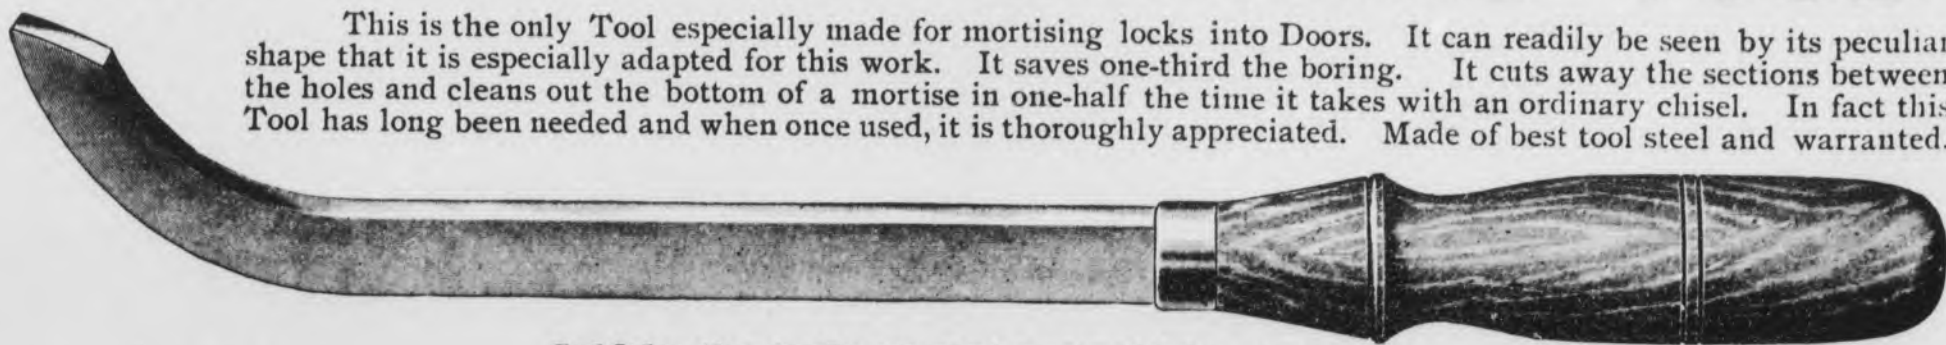 This is the only Tool especially made for mortising locks into Doors. It can readily be seen by its peculiar
shape that it is especially adapted for this work. It saves one-third the boring. It cuts away the sections between
the holes and cleans out the bottom of a mortise in one-half the time it takes with an ordinary chisel. In fact this
Tool has long been needed and when once used, it is thoroughly appreciated. Made of best tool steel and warranted.